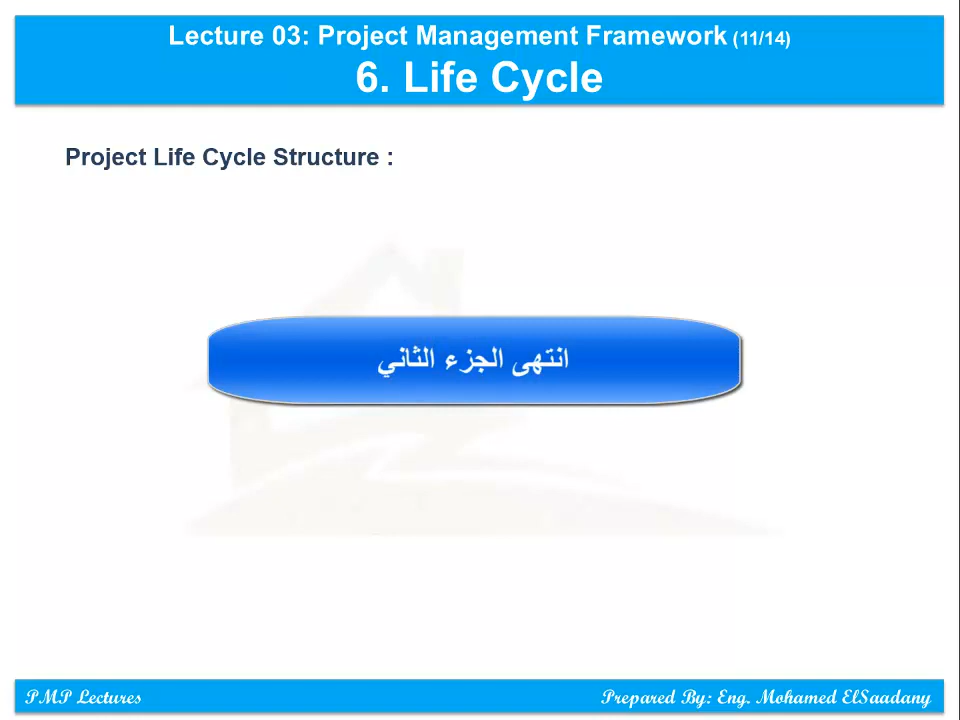 Lecture 03: Project Management Framework (11/14)
6. Life Cycle
Project Life Cycle Structure :
انتهى الجزء الثاني
PMP Lectures
Prepared By: Eng. Mohamed ElSaadany